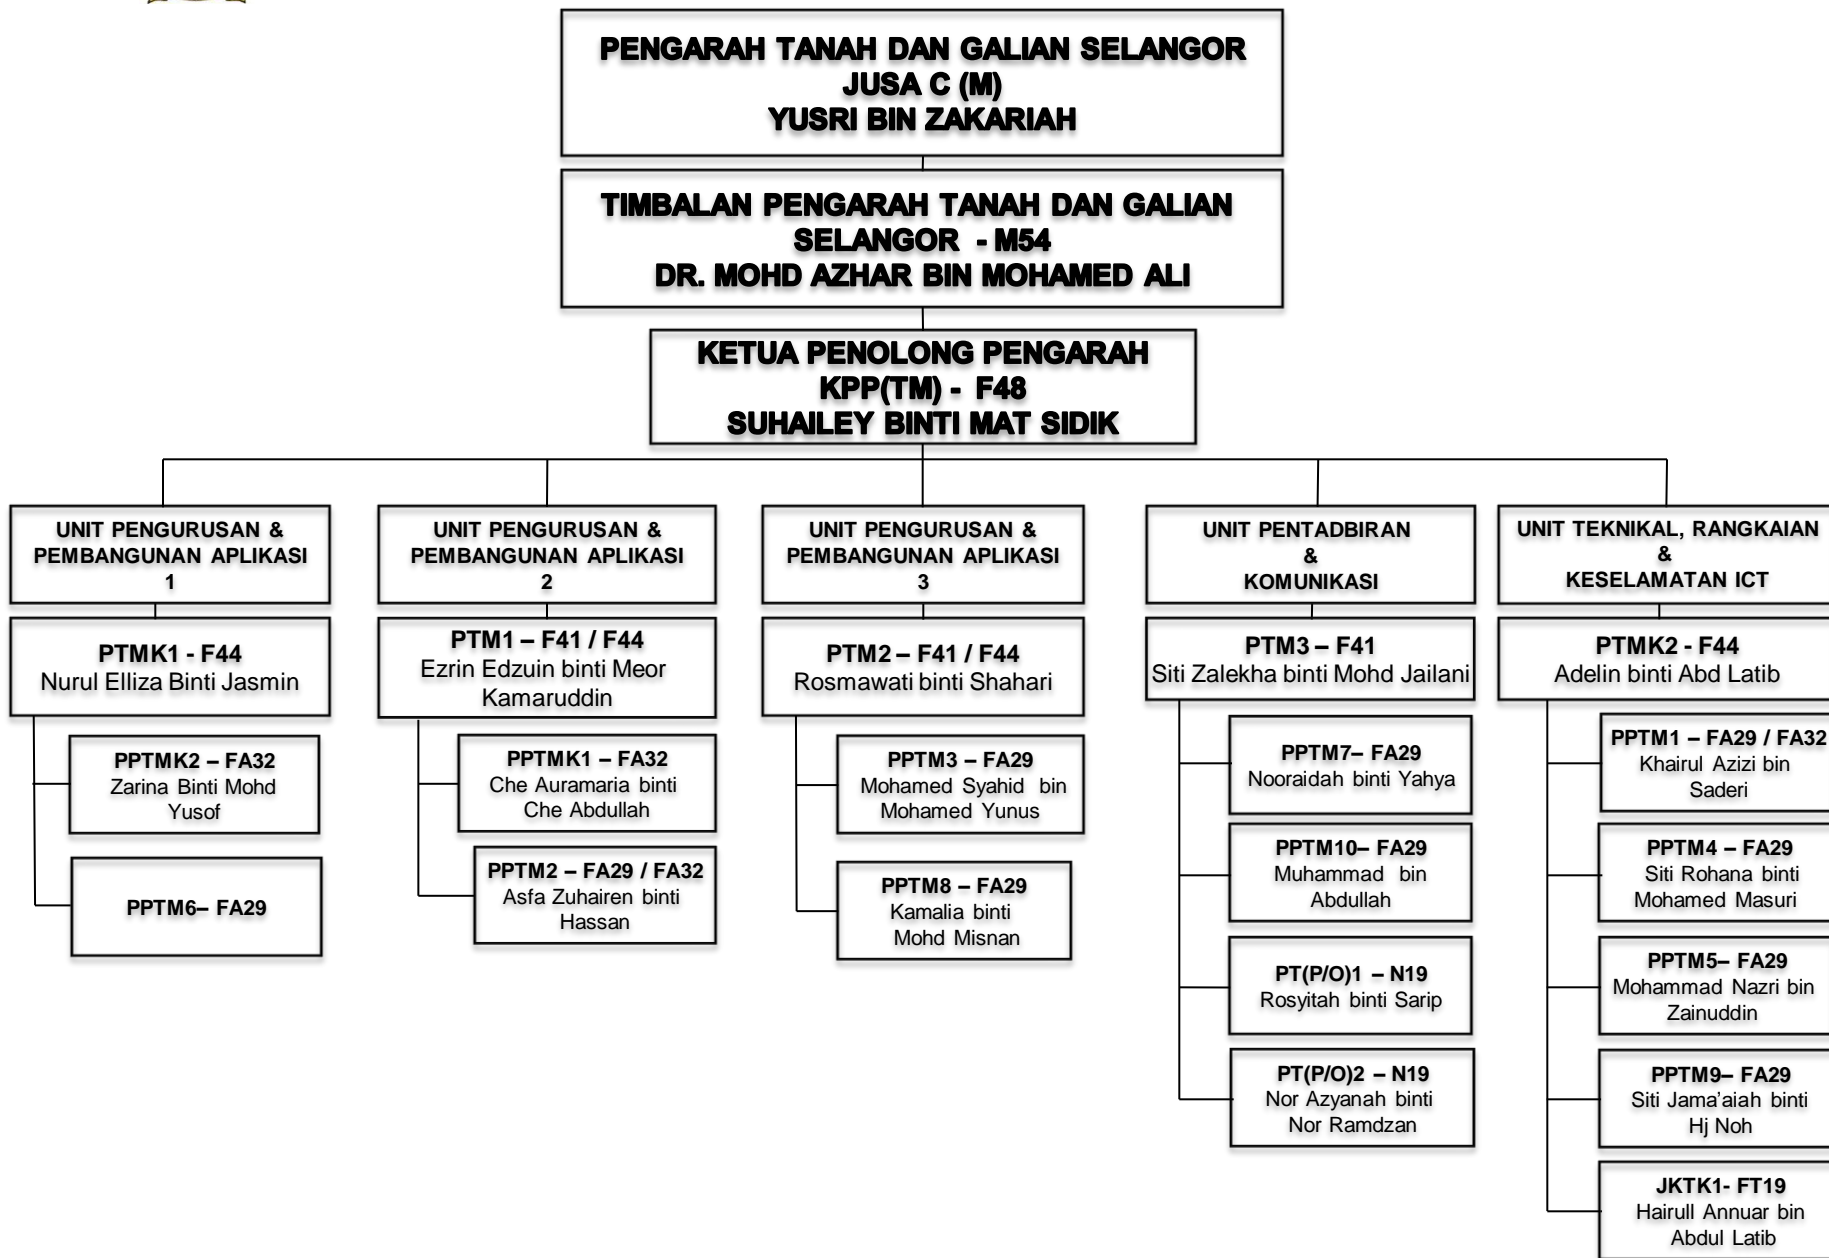 PENGARAH TANAH DAN GALIAN SELANGOR
JUSA C (M)
YUSRI BIN ZAKARIAH
TIMBALAN PENGARAH TANAH DAN GALIAN
SELANGOR - M54
DR. MOHD AZHAR BIN MOHAMED ALI
KETUA PENOLONG PENGARAH
KPP(TM) - F48
SUHAILEY BINTI MAT SIDIK
UNIT PENGURUSAN &
PEMBANGUNAN APLIKASI
1
PTMK1 - F44
Nurul Elliza Binti Jasmin
PPTMK2 – FA32
Zarina Binti Mohd
Yusof
PPTM6– FA29
UNIT PENGURUSAN &
PEMBANGUNAN APLIKASI
2
PTM1 – F41 / F44
Ezrin Edzuin binti Meor
Kamaruddin
PPTMK1 – FA32
Che Auramaria binti
Che Abdullah
PPTM2 – FA29 / FA32
Asfa Zuhairen binti
Hassan
UNIT PENGURUSAN &
PEMBANGUNAN APLIKASI
3
PTM2 – F41 / F44
Rosmawati binti Shahari
PPTM3 – FA29
Mohamed Syahid bin
Mohamed Yunus
PPTM8 – FA29
Kamalia binti
Mohd Misnan
UNIT PENTADBIRAN
&
KOMUNIKASI
PTM3 – F41
Siti Zalekha binti Mohd Jailani
PPTM7– FA29
Nooraidah binti Yahya
PPTM10– FA29
Muhammad bin
Abdullah
PT(P/O)1 – N19
Rosyitah binti Sarip
PT(P/O)2 – N19
Nor Azyanah binti
Nor Ramdzan
UNIT TEKNIKAL, RANGKAIAN
&
KESELAMATAN ICT
PTMK2 - F44
Adelin binti Abd Latib
PPTM1 – FA29 / FA32
Khairul Azizi bin
Saderi
PPTM4 – FA29
Siti Rohana binti
Mohamed Masuri
PPTM5– FA29
Mohammad Nazri bin
Zainuddin
PPTM9– FA29
Siti Jama’aiah binti
Hj Noh
JKTK1- FT19
Hairull Annuar bin
Abdul Latib